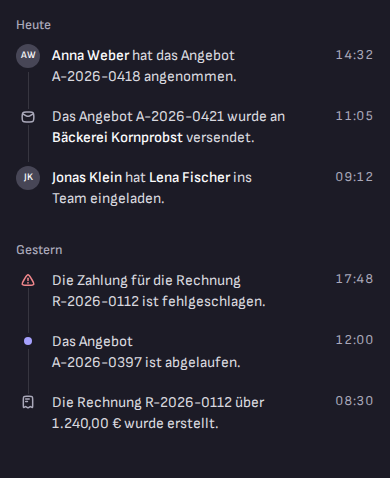 Heute
AW
Anna Weber hat das Angebot
14:32
A-2026-0418 angenommen.
Das Angebot A-2026-0421 wurde an
11:05
Bäckerei Kornprobst versendet.
JK
Jonas Klein hat Lena Fischer ins
09:12
Team eingeladen.
Gestern
Die Zahlung für die Rechnung
17:48
R-2026-0112 ist fehlgeschlagen.
Das Angebot
12:00
A-2026-0397 ist abgelaufen.
Die Rechnung R-2026-0112 über
08:30
1.240,00 € wurde erstellt.